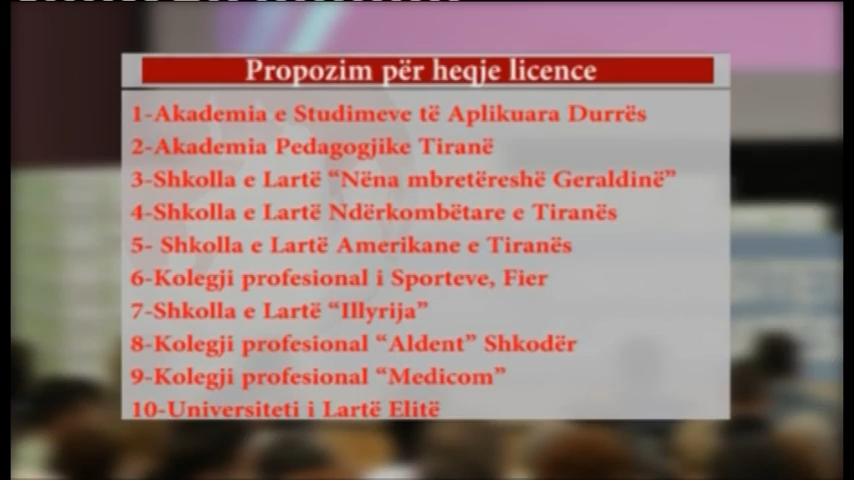 Propozim për heqje licence
1-Akademia e Studimeve të Aplikuara Durrës
2-Akademia Pedagogjike Tiranë
3-Shkolla e Lartë “Nëna mbretëreshë Geraldinë”
4-Shkolla e Lartë Ndërkombëtare e Tiranës
5- Shkolla e Lartë Amerikane e Tiranës
6-Kolegji profesional i Sporteve, Fier
7-Shkolla e Lartë “Illyrija”
8-Kolegji profesional “Aldent” Shkodër
9-Kolegji profesional “Medicom”
10-Universiteti i Lartë Elitë